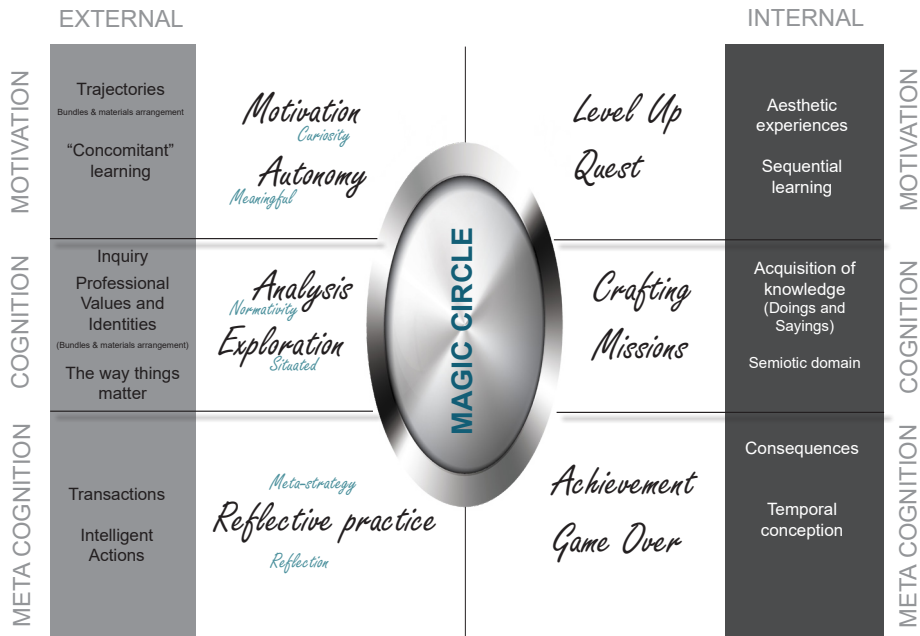 EXTERNAL
INTERNAL
MOTIVATION
Trajectories
Bundles & materials arrangement
“Concomitant”
learning
Motivation
Curiosity
Autonomy
Meaningful
Level Up
Quest
Aesthetic
experiences
Sequential
learning
MOTIVATION
COGNITION
Inquiry
Professional
Values and
Identities
(Bundles & materials arrangement)
The way things
matter
Analysis
Normativity
Exploration
Situated
MAGIC CIRCLE
Crafting
Missions
Acquisition of
knowledge
(Doings and
Sayings)
Semiotic domain
COGNITION
META COGNITION
Transactions
Intelligent
Actions
Meta-strategy
Reflective practice
Reflection
Achievement
Game Over
Consequences
Temporal
conception
META COGNITION